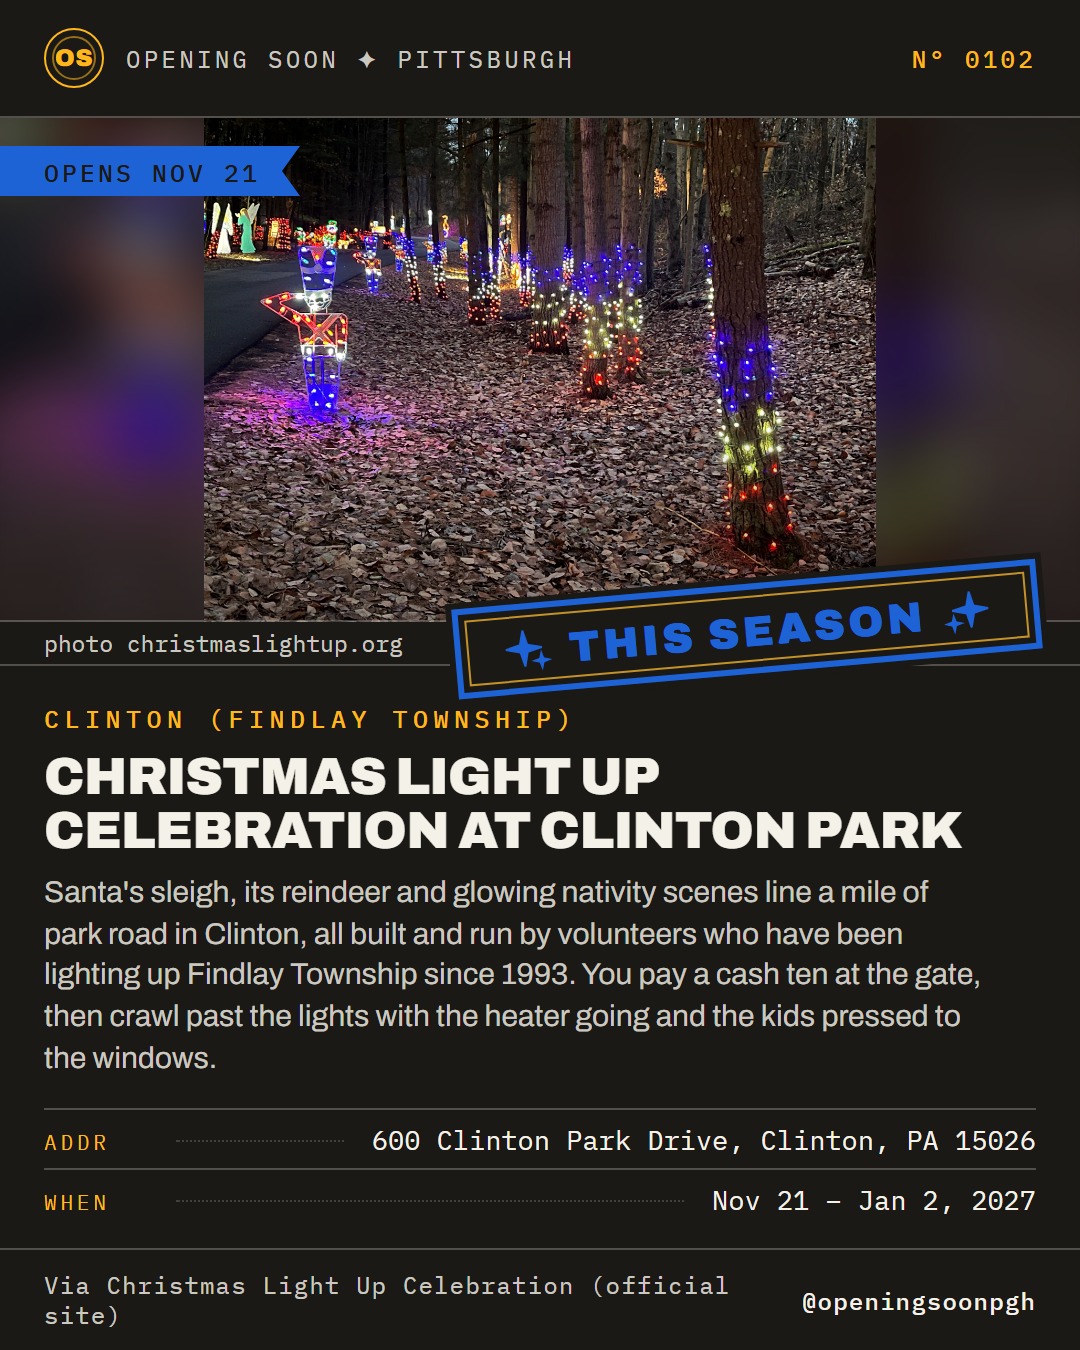 OS
OPENING SOON ✦ PITTSBURGH
N° 0102
OPENS NOV 21
photo christmaslightup.org
THIS SEASON
CLINTON (FINDLAY TOWNSHIP)
CHRISTMAS LIGHT UP
CELEBRATION AT CLINTON PARK
Santa's sleigh, its reindeer and glowing nativity scenes line a mile of
park road in Clinton, all built and run by volunteers who have been
lighting up Findlay Township since 1993. You pay a cash ten at the gate,
then crawl past the lights with the heater going and the kids pressed to
the windows.
ADDR 600 Clinton Park Drive, Clinton, PA 15026
WHEN Nov 21 – Jan 2, 2027
Via Christmas Light Up Celebration (official
site)
@openingsoonpgh